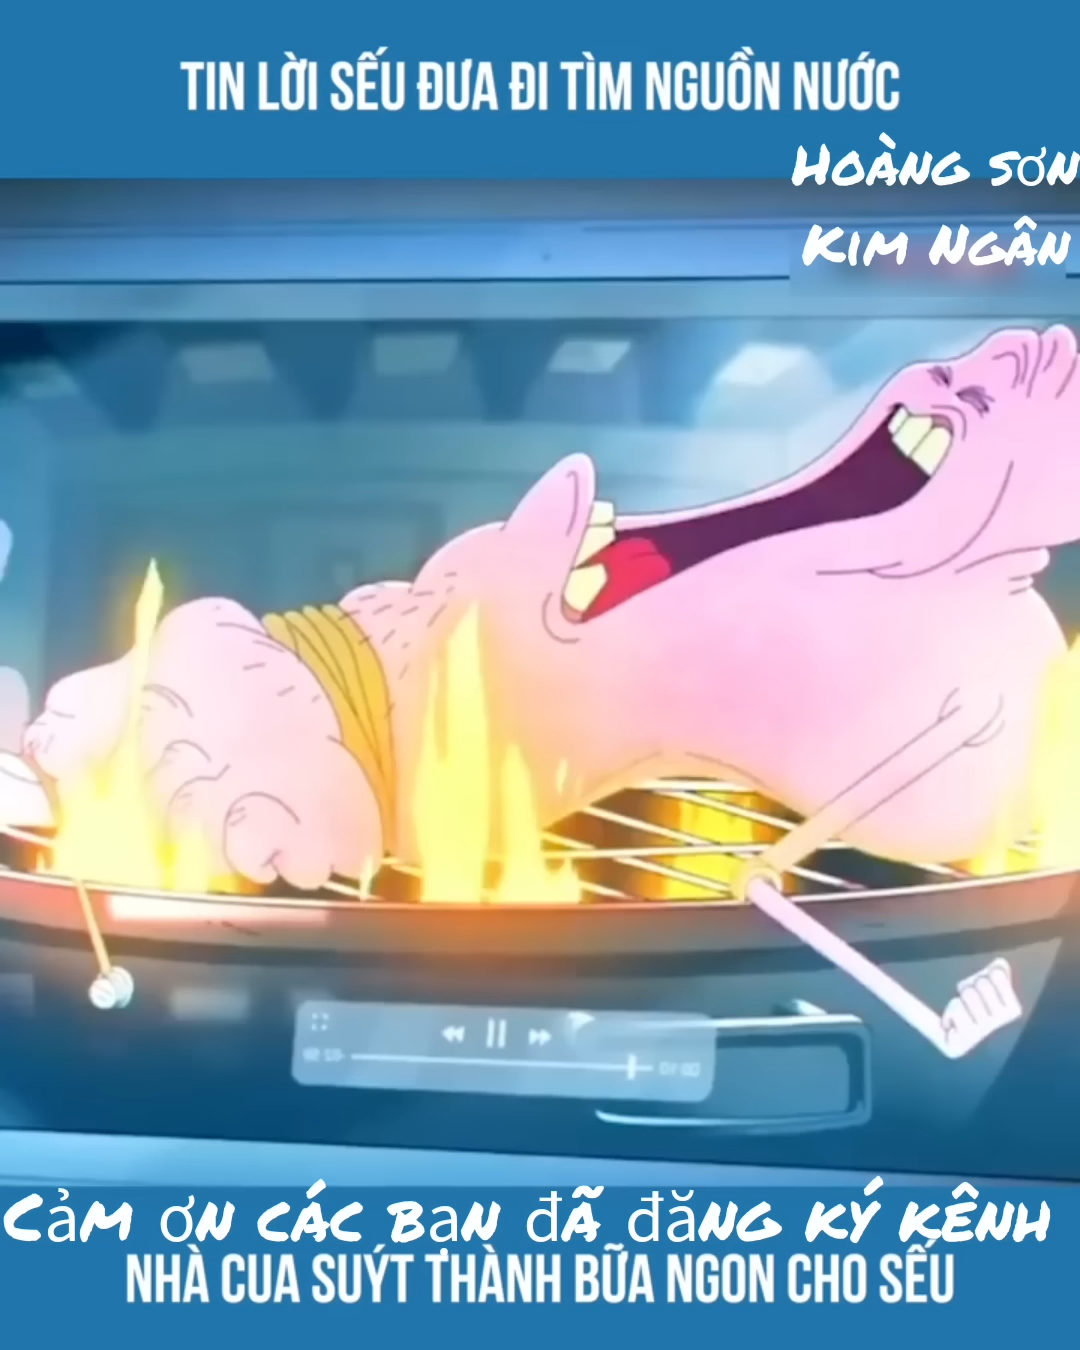 TIN LỜI SẾU ĐƯA ĐI TÌM NGUỒN NƯỚC
Hoàng sơn
Kim Ngân
Cảm ơn các bạn đã đăng ký kênh
NHÀ CUA SUÝT THÀNH BỮA NGON CHO SẾU